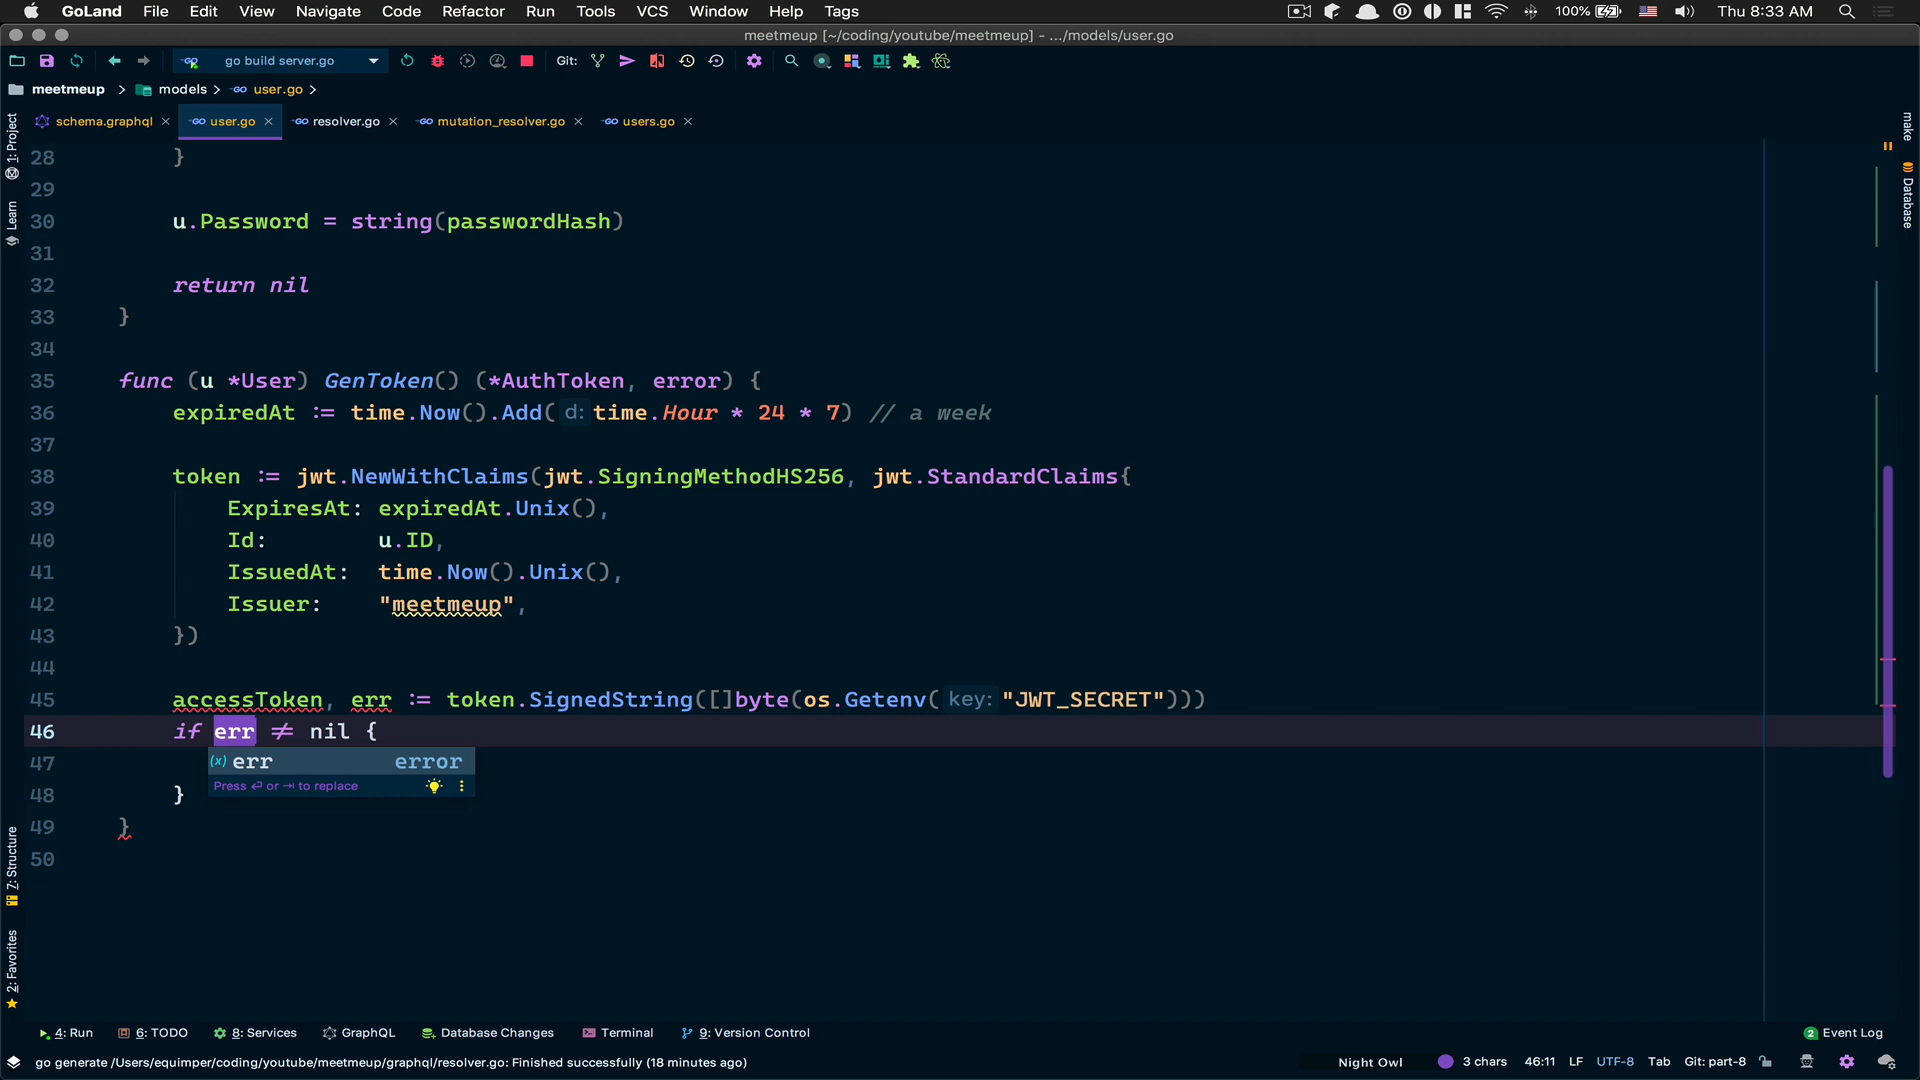 GoLand File Edit View Navigate Code Refactor Run Tools VCS Window Help Tags 100% Thu 8:33 AM
meetmeup [~/coding/youtube/meetmeup] - .../models/user.go
go build server.go Git:
meetmeup models user.go
schema.graphql user.go resolver.go mutation_resolver.go users.go
1: Project
Learn
7: Structure
2: Favorites
make
Database
28 }
29
30 u.Password = string(passwordHash)
31
32 return nil
33 }
34
35 func (u *User) GenToken() (*AuthToken, error) {
36 expiredAt := time.Now().Add( d: time.Hour * 24 * 7) // a week
37
38 token := jwt.NewWithClaims(jwt.SigningMethodHS256, jwt.StandardClaims{
39 ExpiresAt: expiredAt.Unix(),
40 Id: u.ID,
41 IssuedAt: time.Now().Unix(),
42 Issuer: "meetmeup",
43 })
44
45 accessToken, err := token.SignedString([]byte(os.Getenv( key: "JWT_SECRET")))
46 if err ≠ nil {
47 (x) err error
Press ⏎ or ⇥ to replace
48 }
49 }
50
4: Run 6: TODO 8: Services GraphQL Database Changes Terminal 9: Version Control 2 Event Log
go generate /Users/equimper/coding/youtube/meetmeup/graphql/resolver.go: Finished successfully (18 minutes ago) Night Owl 3 chars 46:11 LF UTF-8 Tab Git: part-8